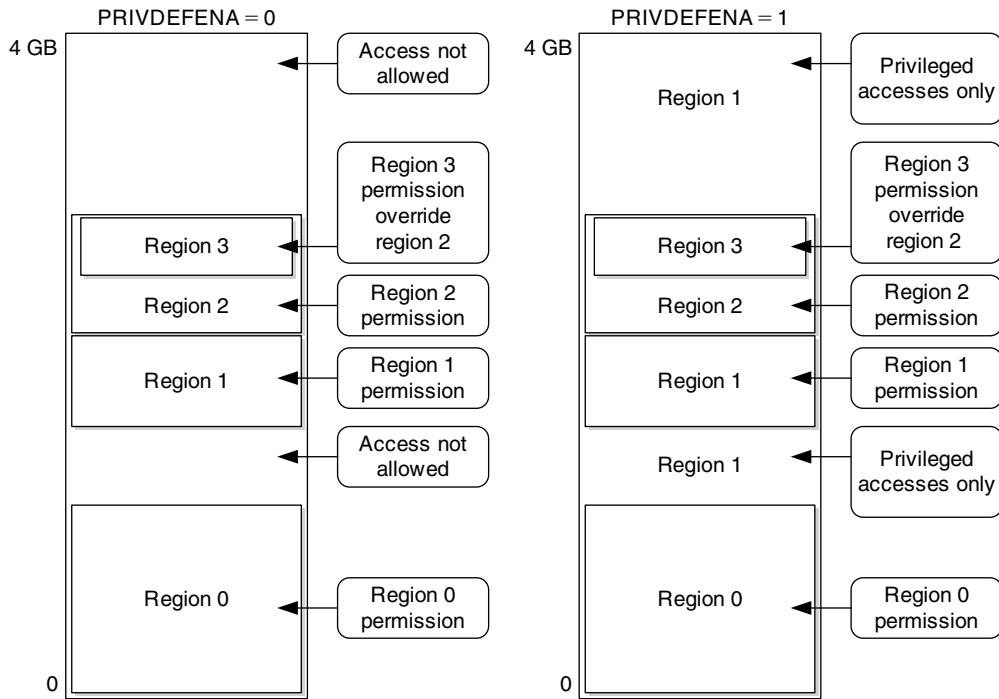 PRIVDEFENA = 0
4 GB
Access not
allowed
Region 3
permission
override
region 2
Region 3
Region 2
Region 2
permission
Region 1
Region 1
permission
Access not
allowed
Region 0
Region 0
permission
0
PRIVDEFENA = 1
4 GB
Region 1
Privileged
accesses only
Region 3
permission
override
region 2
Region 3
Region 2
Region 2
permission
Region 1
Region 1
permission
Region 1
Privileged
accesses only
Region 0
Region 0
permission
0